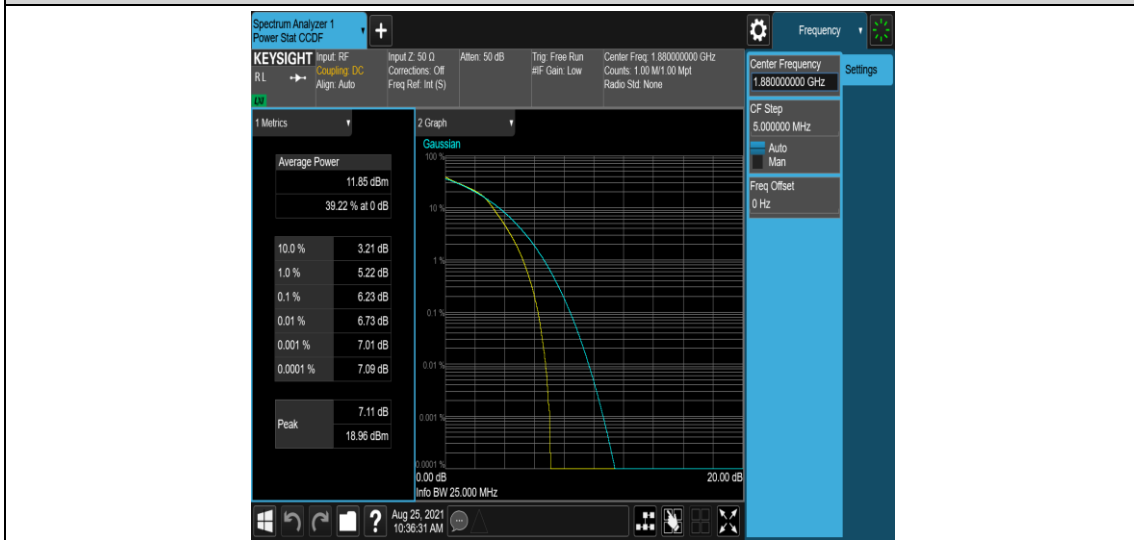 Spectrum Analyzer 1
Power Stat CCDF
+
Frequency
KEYSIGHT
RL
LXI
Input: RF
Coupling: DC
Align: Auto
Input Z: 50 Ω
Corrections: Off
Freq Ref: Int (S)
Atten: 50 dB
Trig: Free Run
#IF Gain: Low
Center Freq: 1.880000000 GHz
Counts: 1.00 M/1.00 Mpt
Radio Std: None
Center Frequency
1.880000000 GHz
Settings
CF Step
5.000000 MHz
Auto
Man
Freq Offset
0 Hz
1 Metrics
Average Power
11.85 dBm
39.22 % at 0 dB
10.0 % 3.21 dB
1.0 % 5.22 dB
0.1 % 6.23 dB
0.01 % 6.73 dB
0.001 % 7.01 dB
0.0001 % 7.09 dB
Peak
7.11 dB
18.96 dBm
2 Graph
Gaussian
100 %
10 %
1 %
0.1 %
0.01 %
0.001 %
0.0001 %
0.00 dB 20.00 dB
Info BW 25.000 MHz
?
Aug 25, 2021
10:36:31 AM